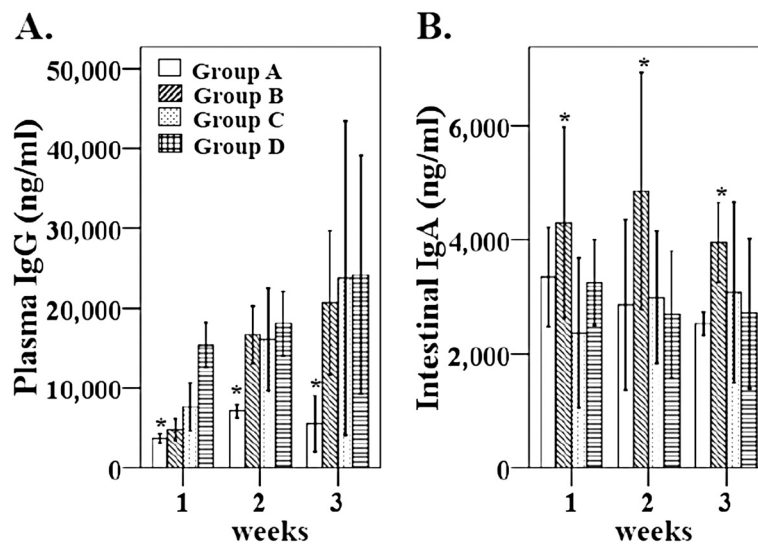 A.
Plasma IgG (ng/ml)
50,000
40,000
30,000
20,000
10,000
0
Group A
Group B
Group C
Group D
*
*
*
1 2 3
weeks
B.
Intestinal IgA (ng/ml)
6,000
4,000
2,000
0
*
*
*
1 2 3
weeks